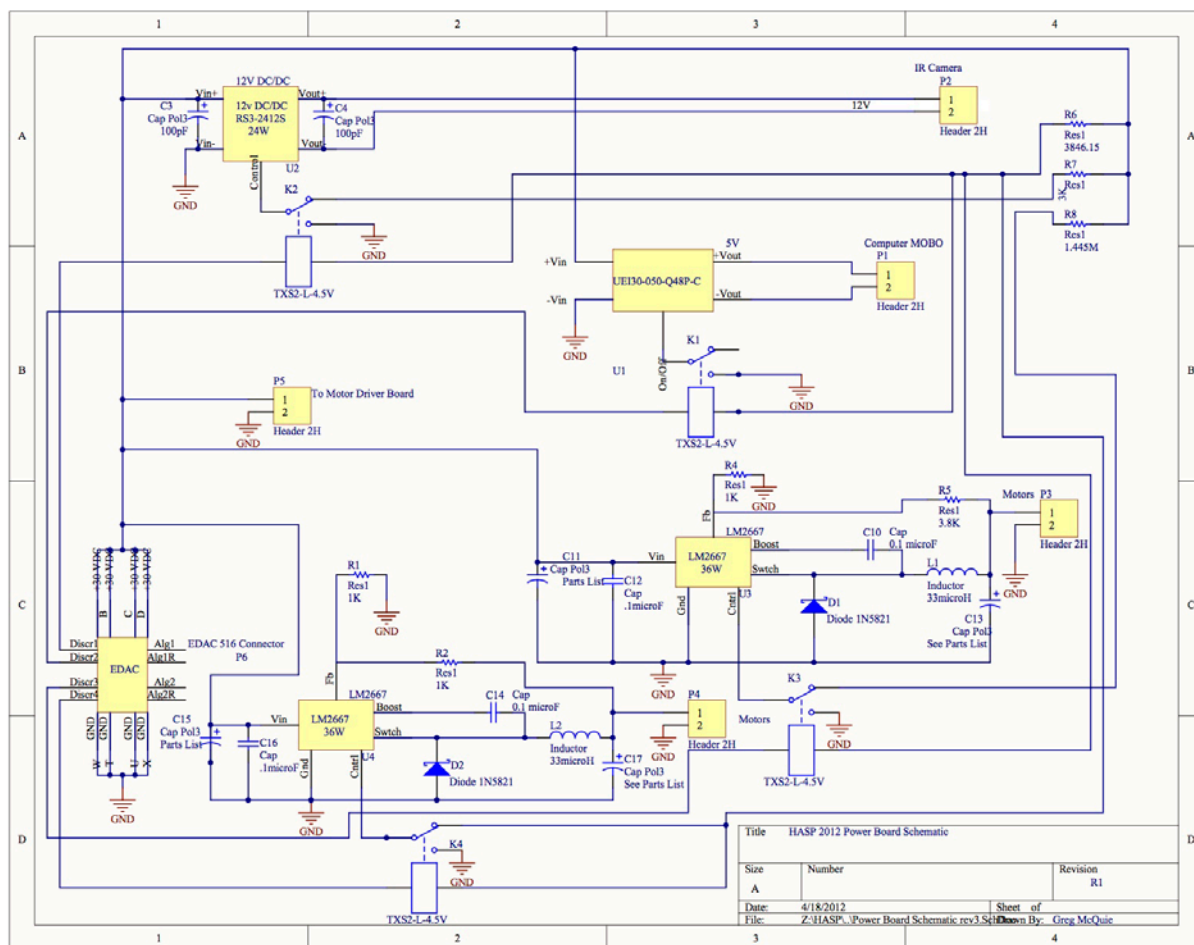 1 2 3 4
A
B
C
D
A
B
C
D
12V DC/DC
12v DC/DC
RS3-2412S
24W
Vin+
Vout+
Vin-
Vout-
Control
U2
C3
Cap Pol3
100pF
C4
Cap Pol3
100pF
GND
K2
GND
TXS2-L-4.5V
IR Camera
P2
1
2
Header 2H
12V
R6
Res1
3846.15
R7
Res1
3K
R8
Res1
1.445M
5V
+Vin
-Vin
+Vout
-Vout
UEI30-050-Q48P-C
On/Off
U1
GND
Computer MOBO
P1
1
2
Header 2H
K1
GND
TXS2-L-4.5V
P5
1
2
To Motor Driver Board
Header 2H
GND
R4
Res1
1K
GND
Fb
R5
Res1
3.8K
Motors
P3
1
2
Header 2H
GND
LM2667
LM2667
36W
Vin
Boost
Swtch
Gnd
Cntrl
U3
C10
Cap
0.1 microF
C11
Cap Pol3
Parts List
C12
Cap
.1microF
L1
Inductor
33microH
D1
Diode 1N5821
C13
Cap Pol3
See Parts List
GND
K3
GND
TXS2-L-4.5V
R1
Res1
1K
GND
Fb
R2
Res1
1K
LM2667
LM2667
36W
Vin
Boost
Swtch
Gnd
Cntrl
U4
C14
Cap
0.1 microF
C15
Cap Pol3
Parts List
C16
Cap
.1microF
L2
Inductor
33microH
D2
Diode 1N5821
C17
Cap Pol3
See Parts List
P4
1
2
Header 2H
Motors
GND
GND
K4
GND
TXS2-L-4.5V
+30 VDC
+30 VDC
+30 VDC
+30 VDC
B
C
D
EDAC
EDAC 516 Connector
P6
Discr1
Discr2
Discr3
Discr4
Alg1
Alg1R
Alg2
Alg2R
GND
GND
GND
GND
W
T
U
X
GND
Title HASP 2012 Power Board Schematic
Size
A
Number
Revision
R1
Date: 4/18/2012 Sheet of
File: Z:\HASP\..\Power Board Schematic rev3.Sch Drawn By: Greg McQuie
1 2 3 4